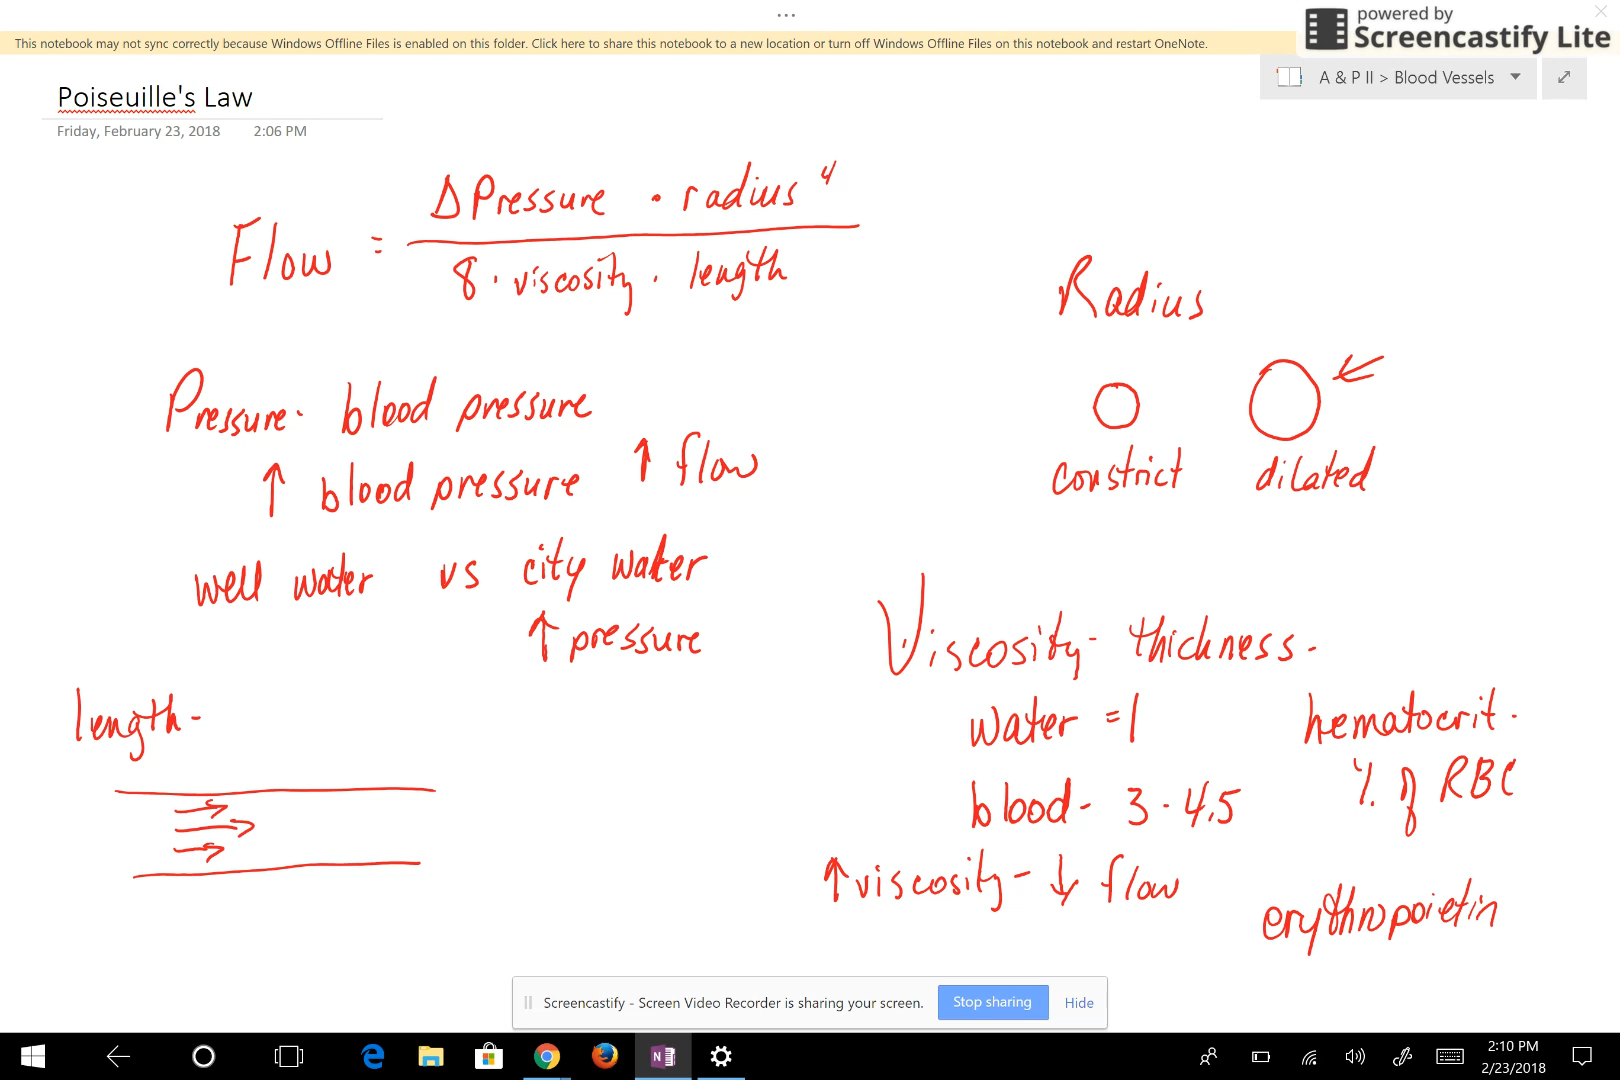 ...
powered by
Screencastify Lite
This notebook may not sync correctly because Windows Offline Files is enabled on this folder. Click here to share this notebook to a new location or turn off Windows Offline Files on this notebook and restart OneNote.
A & P II > Blood Vessels
Poiseuille's Law
Friday, February 23, 2018 2:06 PM
Flow = Δ Pressure · radius⁴
8 · viscosity · length
Pressure - blood pressure
↑ blood pressure ↑ flow
well water vs city water
↑ pressure
length -
Radius
constrict dilated
Viscosity - thickness -
water = 1
blood - 3 - 4.5
↑ viscosity - ↓ flow
hematocrit -
% of RBC
erythropoietin
Screencastify - Screen Video Recorder is sharing your screen. Stop sharing Hide
N
2:10 PM
2/23/2018